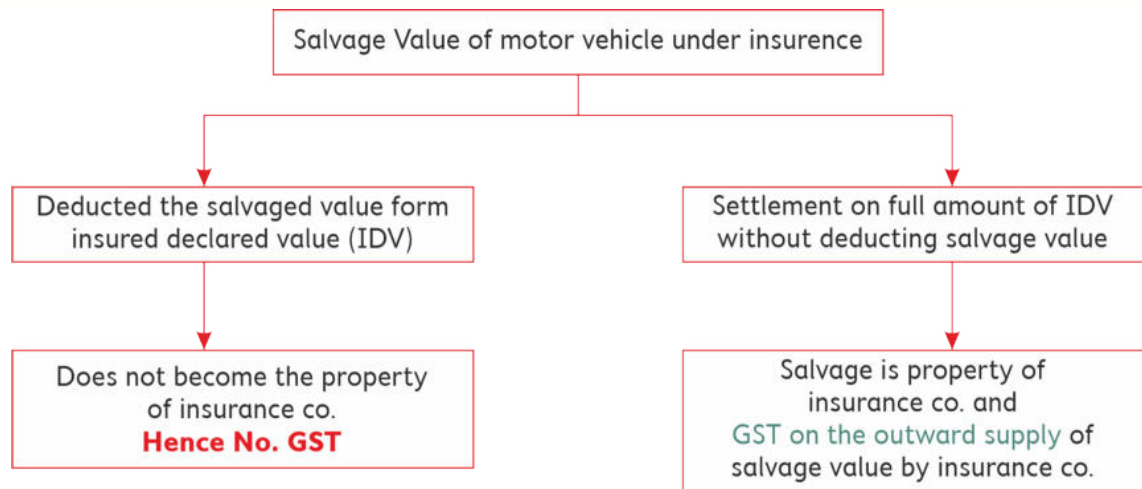 Salvage Value of motor vehicle under insurence
Deducted the salvaged value form
insured declared value (IDV)
Settlement on full amount of IDV
without deducting salvage value
Does not become the property
of insurance co.
Hence No. GST
Salvage is property of
insurance co. and
GST on the outward supply of
salvage value by insurance co.